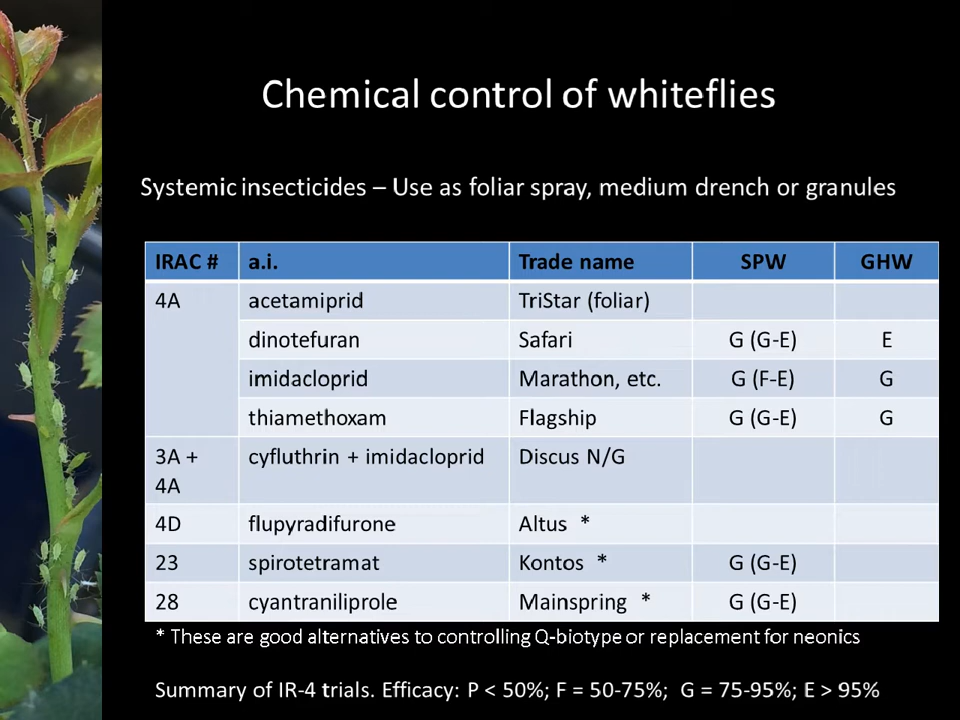 Chemical control of whiteflies
Systemic insecticides – Use as foliar spray, medium drench or granules
IRAC # a.i. Trade name SPW GHW
4A acetamiprid TriStar (foliar)
dinotefuran Safari G (G-E) E
imidacloprid Marathon, etc. G (F-E) G
thiamethoxam Flagship G (G-E) G
3A + cyfluthrin + imidacloprid Discus N/G
4A
4D flupyradifurone Altus *
23 spirotetramat Kontos * G (G-E)
28 cyantraniliprole Mainspring * G (G-E)
* These are good alternatives to controlling Q-biotype or replacement for neonics
Summary of IR-4 trials. Efficacy: P < 50%; F = 50-75%; G = 75-95%; E > 95%